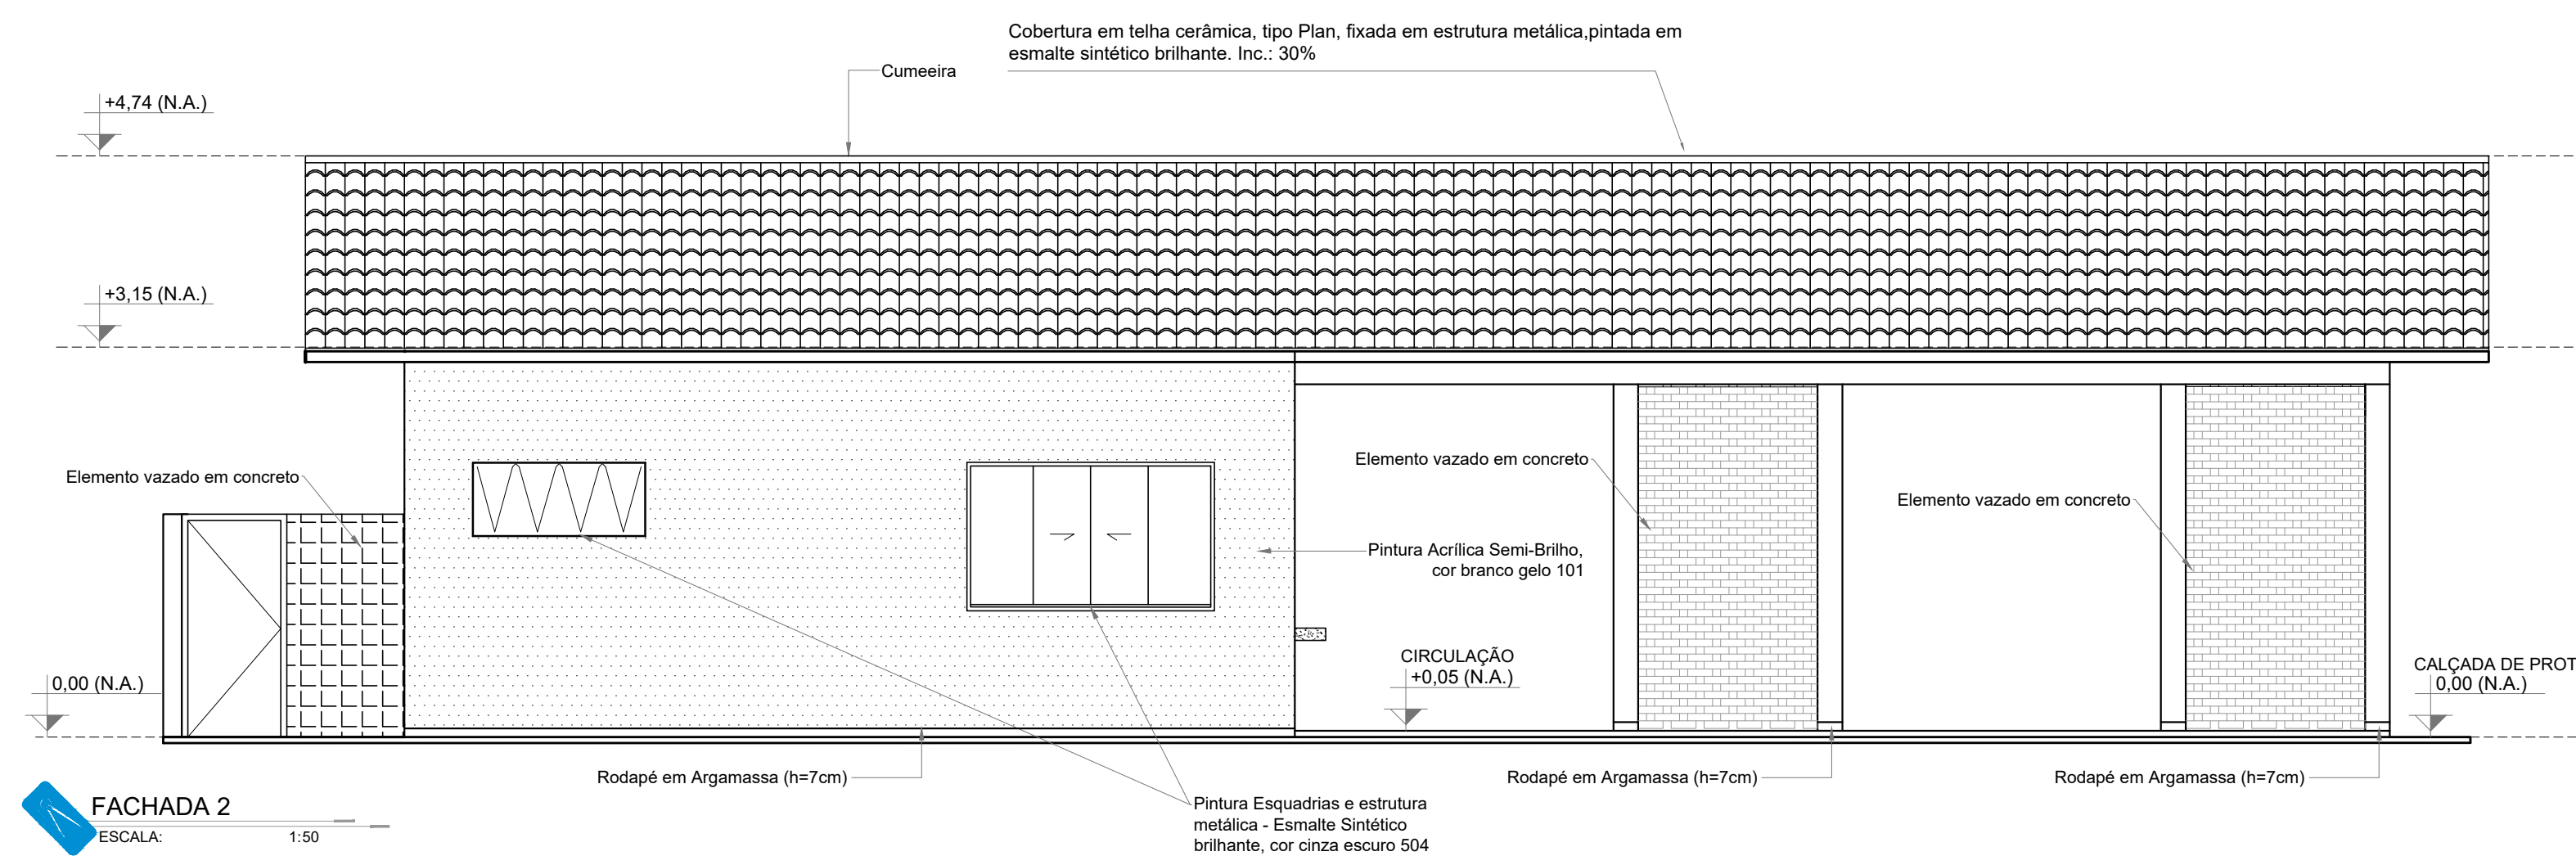 Cobertura em telha cerâmica, tipo Plan, fixada em estrutura metálica,pintada em
esmalte sintético brilhante. Inc.: 30%
Cumeeira
+4,74 (N.A.)
+3,15 (N.A.)
Elemento vazado em concreto
Elemento vazado em concreto
Elemento vazado em concreto
Pintura Acrílica Semi-Brilho,
cor branco gelo 101
CIRCULAÇÃO
+0,05 (N.A.)
CALÇADA DE PROT
0,00 (N.A.)
0,00 (N.A.)
Rodapé em Argamassa (h=7cm)
Rodapé em Argamassa (h=7cm)
Rodapé em Argamassa (h=7cm)
Pintura Esquadrias e estrutura
metálica - Esmalte Sintético
brilhante, cor cinza escuro 504
FACHADA 2
ESCALA: 1:50